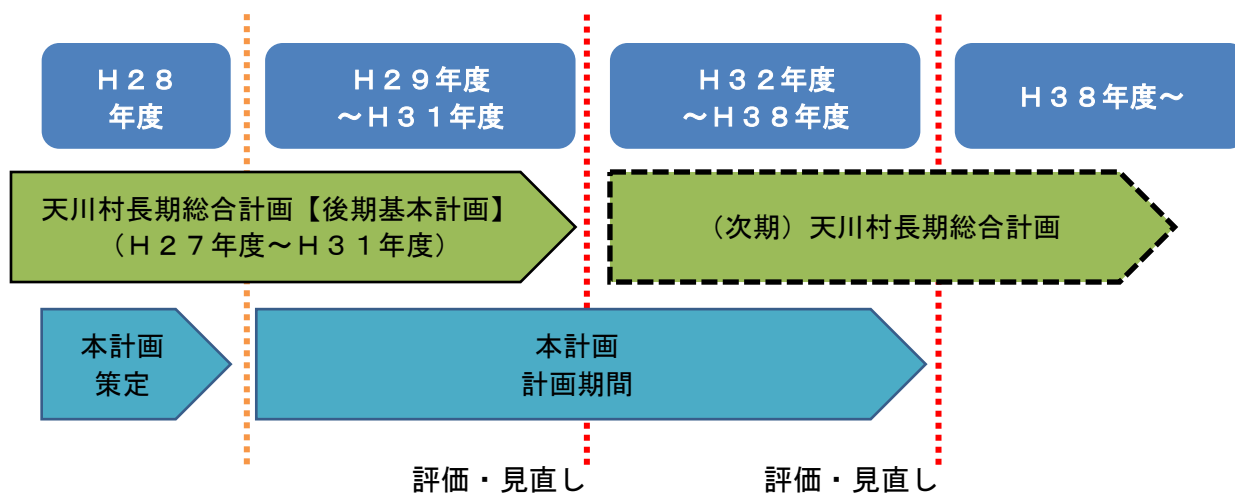 H28
年度
H29年度
～H31年度
H32年度
～H38年度
H38年度～
天川村長期総合計画【後期基本計画】
（H27年度～H31年度）
（次期）天川村長期総合計画
本計画
策定
本計画
計画期間
評価・見直し
評価・見直し